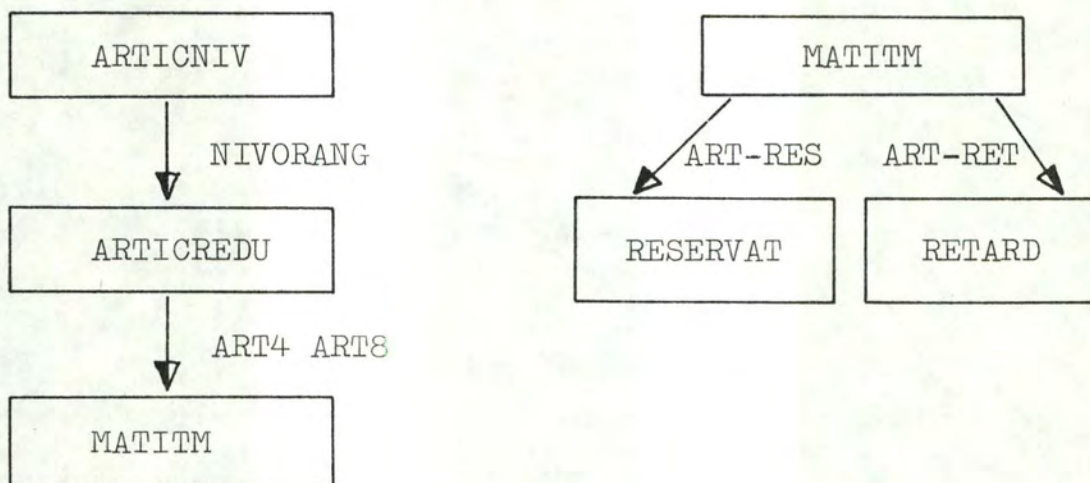 ARTICNIV
NIVORANG
ARTICREDU
ART4 ART8
MATITM
MATITM
ART-RES ART-RET
RESERVAT RETARD